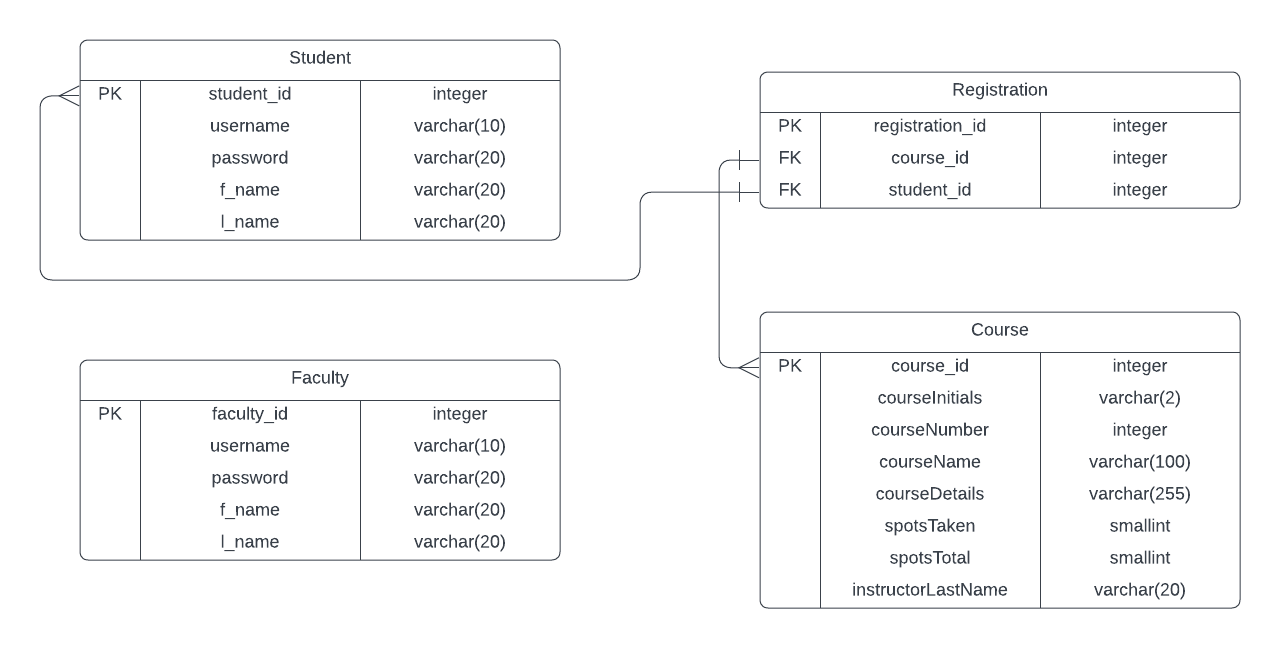 Student
PK student_id integer
username varchar(10)
password varchar(20)
f_name varchar(20)
l_name varchar(20)
Registration
PK registration_id integer
FK course_id integer
FK student_id integer
Faculty
PK faculty_id integer
username varchar(10)
password varchar(20)
f_name varchar(20)
l_name varchar(20)
Course
PK course_id integer
courseInitials varchar(2)
courseNumber integer
courseName varchar(100)
courseDetails varchar(255)
spotsTaken smallint
spotsTotal smallint
instructorLastName varchar(20)